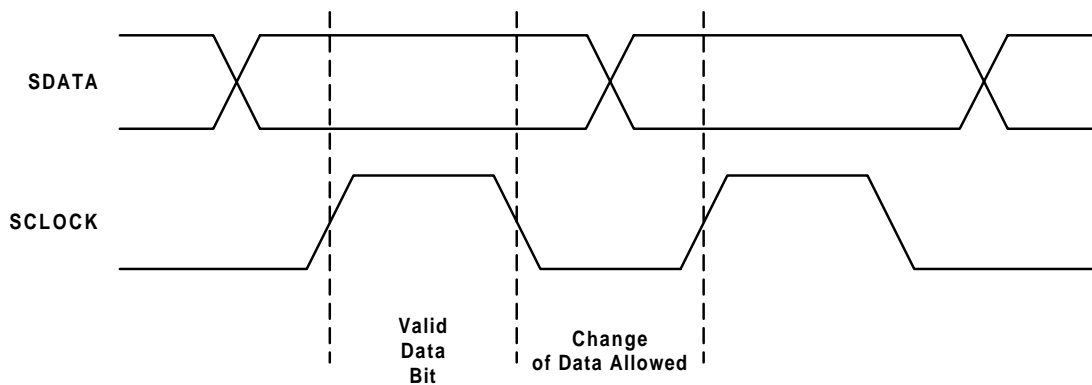 SDATA
SCLOCK
Valid
Data
Bit
Change
of Data Allowed